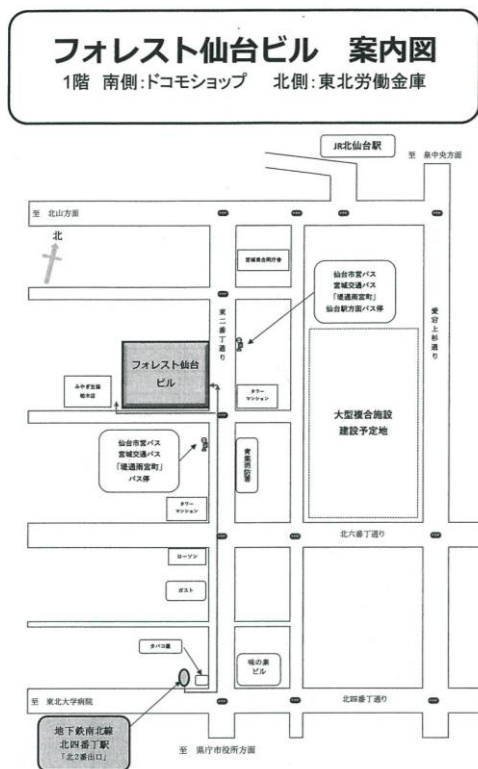 フォレスト仙台ビル 案内図
1階 南側:ドコモショップ 北側:東北労働金庫
JR北仙台駅
至 泉中央方面
至 北山方面
北
宮城県合同庁舎
仙台市営バス
宮城交通バス
「堤通雨宮町」
仙台駅方面バス停
東二番丁通り
愛宕上杉通り
フォレスト仙台
ビル
みやぎ生協
柏木店
タワー
マンション
大型複合施設
建設予定地
仙台市営バス
宮城交通バス
「堤通雨宮町」
バス停
青葉消防署
タワー
マンション
北六番丁通り
ローソン
ガスト
タバコ屋
味の素
ビル
至 東北大学病院
北四番丁通り
地下鉄南北線
北四番丁駅
「北2番出口」
至 県庁市役所方面